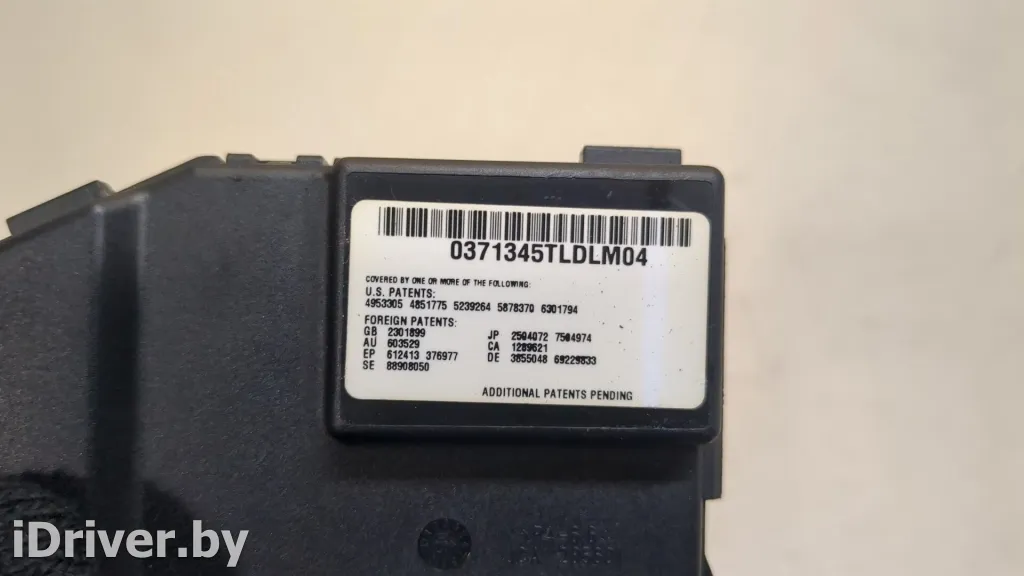 0371345TLDLM04
COVERED BY ONE OR MORE OF THE FOLLOWING:
U.S. PATENTS:
4953305 4851775 5239264 5878370 6301794
FOREIGN PATENTS:
GB 2301899 JP 2504072 7504974
AU 603529 CA 1289621
EP 612413 376977 DE 3855048 69229833
SE 88908050
ADDITIONAL PATENTS PENDING
iDriver.by